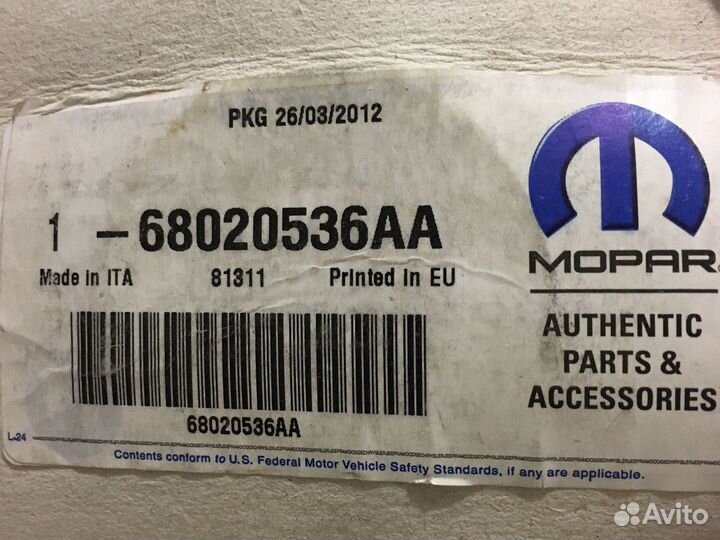 PKG 26/03/2012
1 -68020536AA
Made in ITA 81311 Printed in EU
68020536AA
MOPAR
AUTHENTIC
PARTS &
ACCESSORIES
L-24
Contents conform to U.S. Federal Motor Vehicle Safety Standards, if any are applicable.
Avito